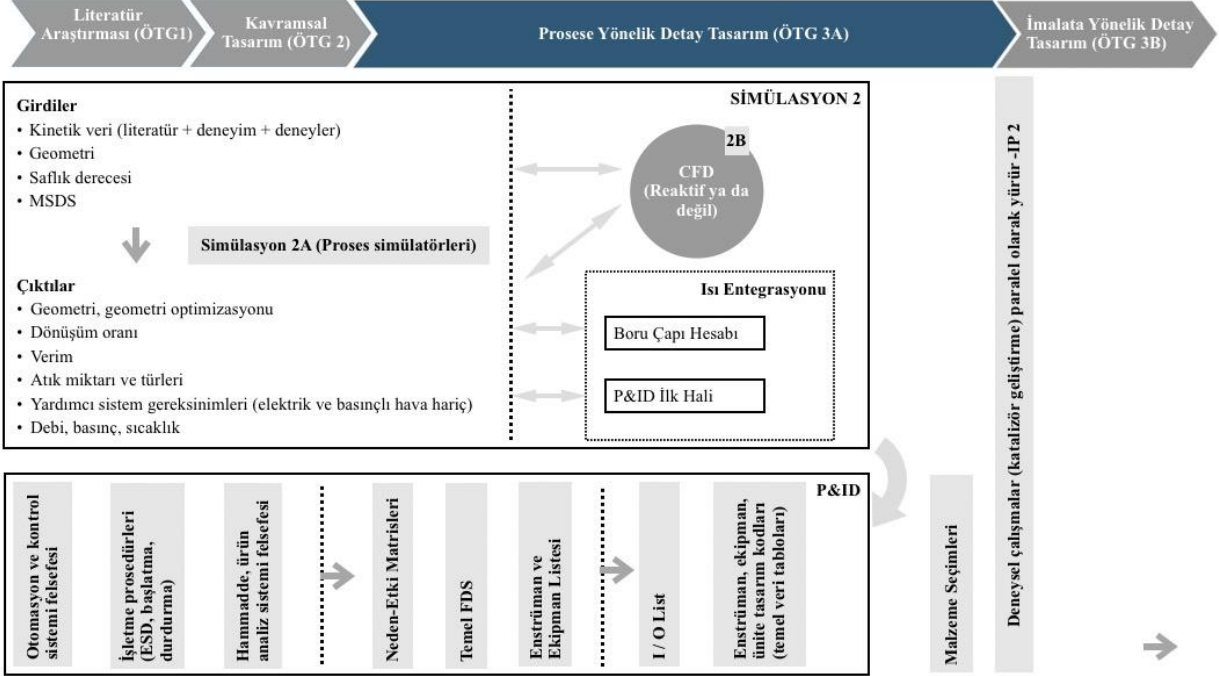 Literatür
Araştırması (ÖTG1)
Kavramsal
Tasarım (ÖTG 2)
Prosese Yönelik Detay Tasarım (ÖTG 3A)
İmalata Yönelik Detay
Tasarım (ÖTG 3B)
SİMÜLASYON 2
Girdiler
• Kinetik veri (literatür + deneyim + deneyler)
• Geometri
• Saflık derecesi
• MSDS
Simülasyon 2A (Proses simülatörleri)
Çıktılar
• Geometri, geometri optimizasyonu
• Dönüşüm oranı
• Verim
• Atık miktarı ve türleri
• Yardımcı sistem gereksinimleri (elektrik ve basınçlı hava hariç)
• Debi, basınç, sıcaklık
2B
CFD
(Reaktif ya da
değil)
Isı Entegrasyonu
Boru Çapı Hesabı
P&ID İlk Hali
P&ID
Otomasyon ve kontrol
sistemi felsefesi
İşletme prosedürleri
(ESD, başlatma,
durdurma)
Hammadde, ürün
analiz sistemi felsefesi
Neden-Etki Matrisleri
Temel FDS
Enstrüman ve
Ekipman Listesi
I / O List
Enstrüman, ekipman,
ünite tasarım kodları
(temel veri tabloları)
Malzeme Seçimleri
Deneysel çalışmalar (katalizör geliştirme) paralel olarak yürür -IP 2